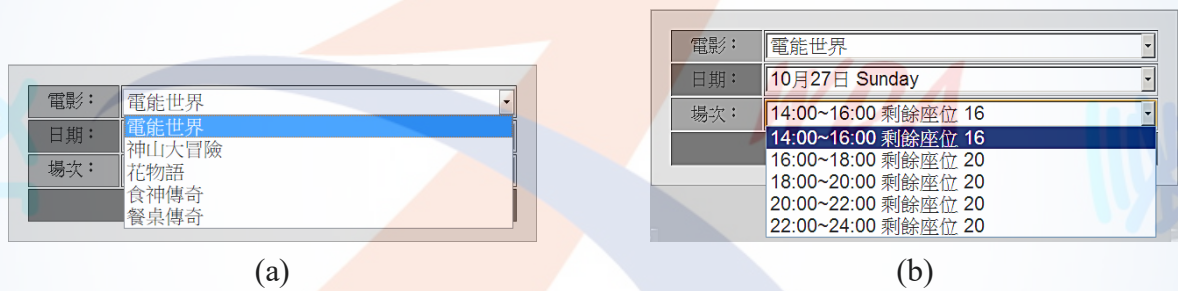 電影：
電能世界
電能世界
日期：
神山大冒險
場次：
花物語
食神傳奇
餐桌傳奇
(a)
電影：
電能世界
日期：
10月27日 Sunday
場次：
14:00~16:00 剩餘座位 16
14:00~16:00 剩餘座位 16
16:00~18:00 剩餘座位 20
18:00~20:00 剩餘座位 20
20:00~22:00 剩餘座位 20
22:00~24:00 剩餘座位 20
(b)